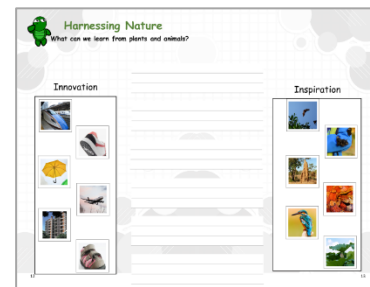 Harnessing Nature
What can we learn from plants and animals?
Innovation
Inspiration